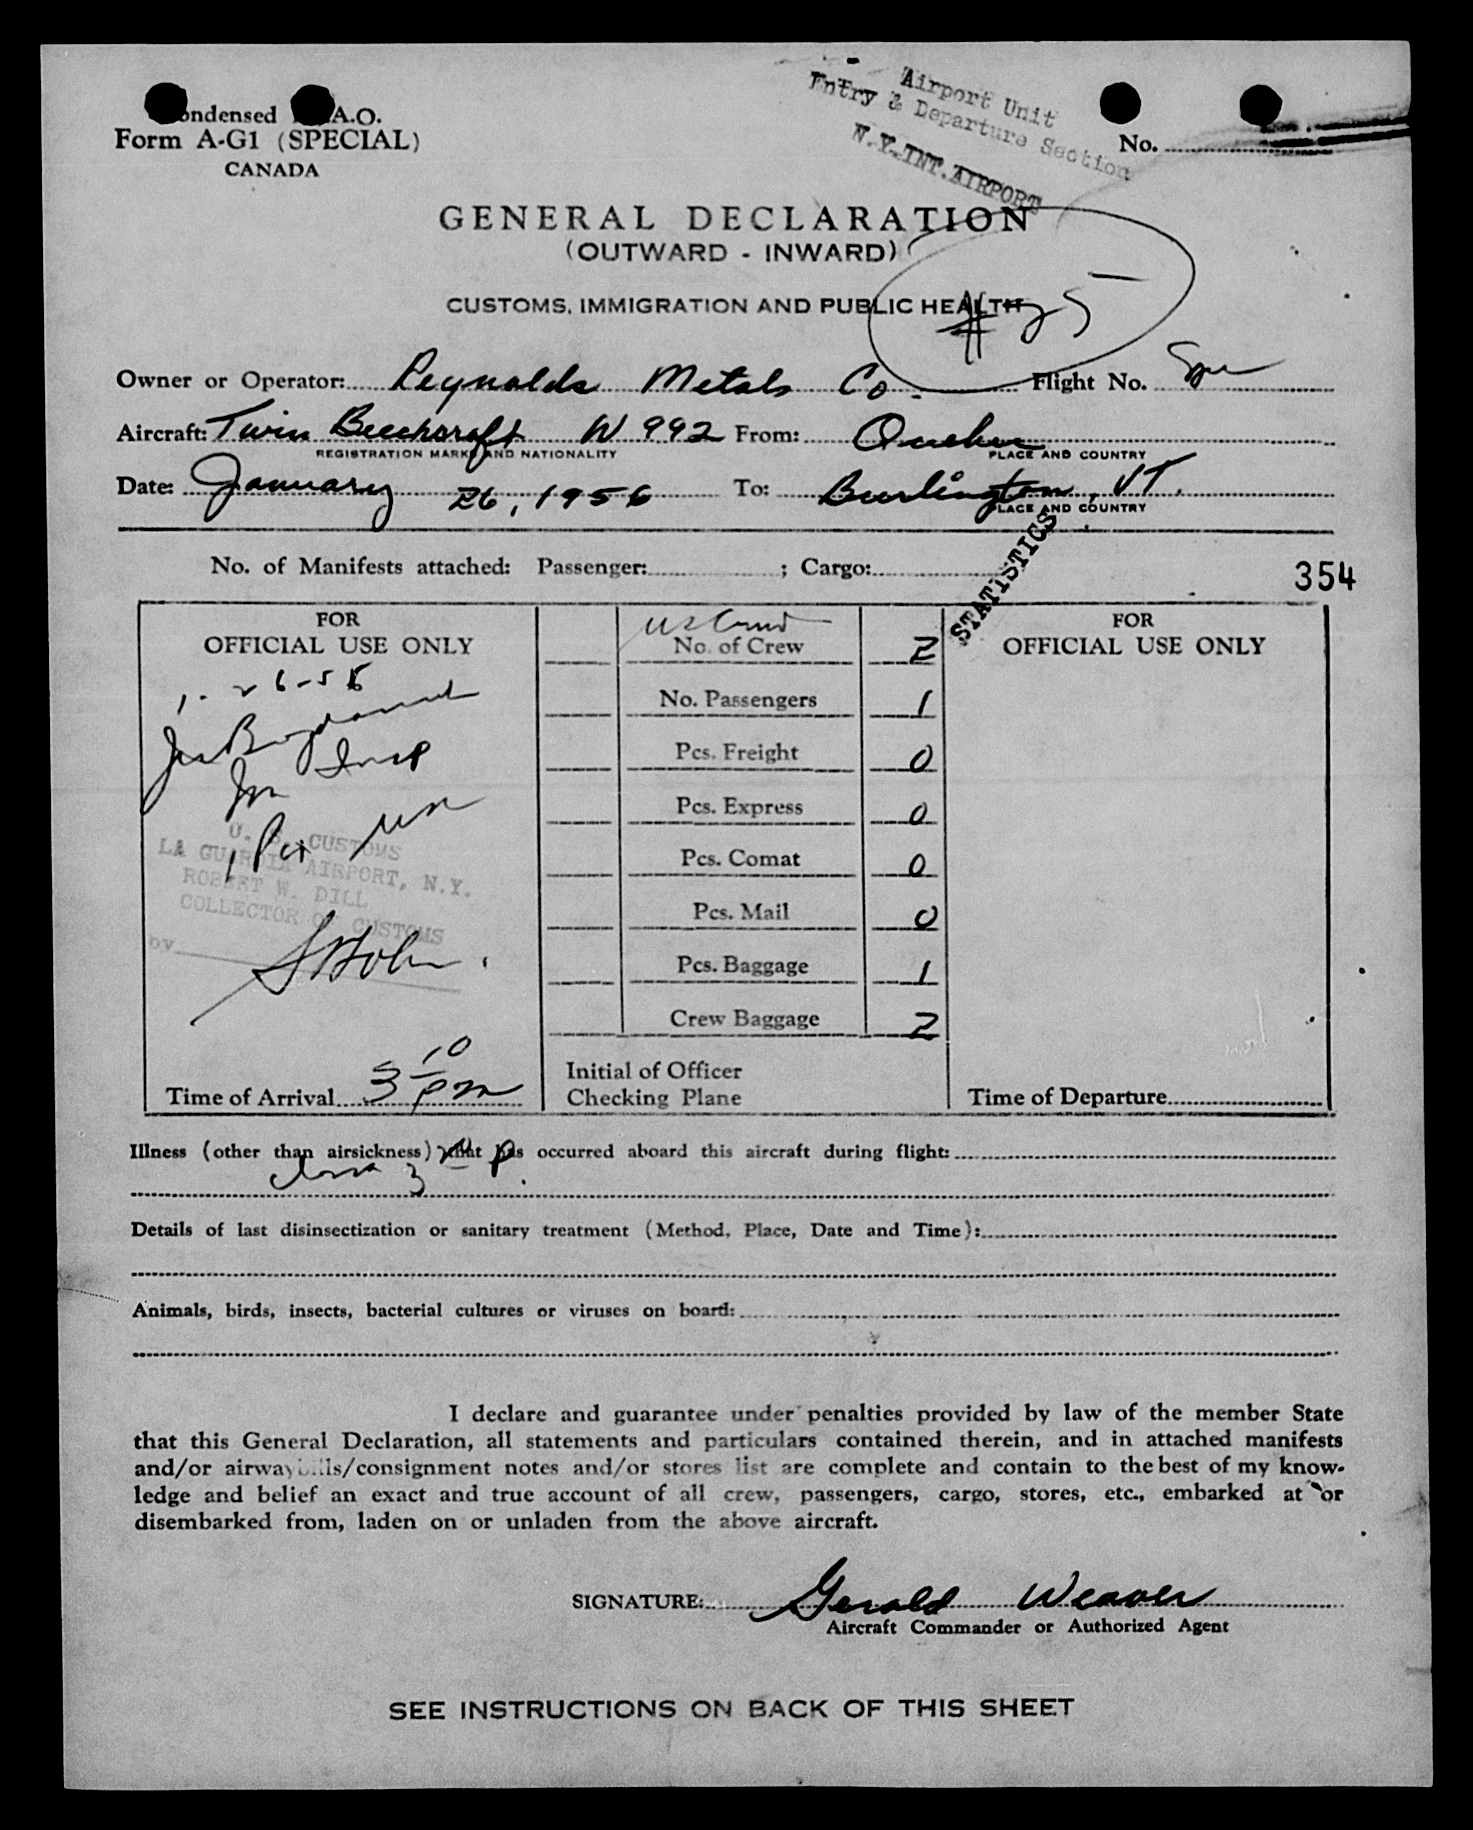 Airport Unit
Entry & Departure Section
N.Y. INT. AIRPORT
ondensed A.O.
Form A-G1 (SPECIAL)
CANADA
No.
GENERAL DECLARATION
(OUTWARD - INWARD)
CUSTOMS, IMMIGRATION AND PUBLIC HEALTH
#25
Owner or Operator: Reynolds Metals Co. Flight No.
Aircraft: Twin Beechcraft N 992 From: Quebec
REGISTRATION MARKS AND NATIONALITY PLACE AND COUNTRY
Date: January 26, 1956 To: Burlington, VT.
PLACE AND COUNTRY
STATISTICS
No. of Manifests attached: Passenger: ; Cargo:
354
FOR
OFFICIAL USE ONLY
1-26-56
Insp
U. S. CUSTOMS
LA GUARDIA AIRPORT, N.Y.
ROBERT W. DILL
COLLECTOR OF CUSTOMS
by
Time of Arrival 3 10 pm
No. of Crew 2
No. Passengers 1
Pcs. Freight 0
Pcs. Express 0
Pcs. Comat 0
Pcs. Mail 0
Pcs. Baggage 1
Crew Baggage 2
Initial of Officer
Checking Plane
FOR
OFFICIAL USE ONLY
Time of Departure
Illness (other than airsickness) that has occurred aboard this aircraft during flight:
Details of last disinsectization or sanitary treatment (Method, Place, Date and Time):
Animals, birds, insects, bacterial cultures or viruses on board:
I declare and guarantee under penalties provided by law of the member State
that this General Declaration, all statements and particulars contained therein, and in attached manifests
and/or airwaybills/consignment notes and/or stores list are complete and contain to the best of my know-
ledge and belief an exact and true account of all crew, passengers, cargo, stores, etc., embarked at or
disembarked from, laden on or unladen from the above aircraft.
SIGNATURE: Gerald Weaver
Aircraft Commander or Authorized Agent
SEE INSTRUCTIONS ON BACK OF THIS SHEET